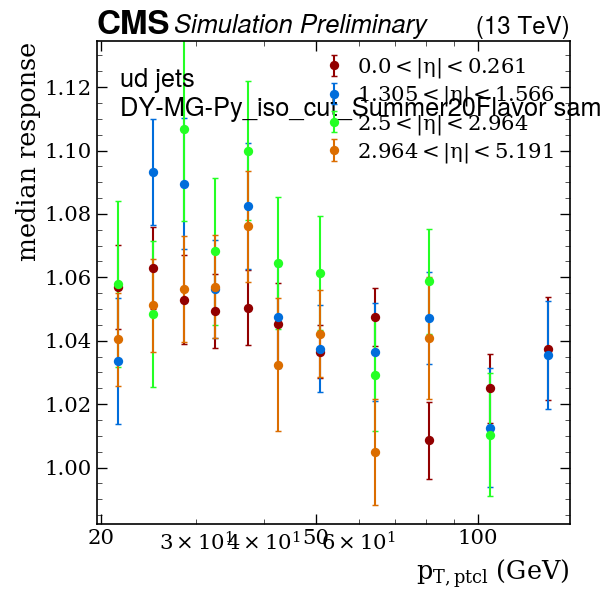 CMS Simulation Preliminary (13 TeV)
median response
ud jets
DY-MG-Py_iso_cut_Summer20Flavor sam
0.0 < |η| < 0.261
1.305 < |η| < 1.566
2.5 < |η| < 2.964
2.964 < |η| < 5.191
1.12
1.10
1.08
1.06
1.04
1.02
1.00
20 3 × 10¹ 4 × 10¹ 50 6 × 10¹ 100
p_{T, ptcl} (GeV)